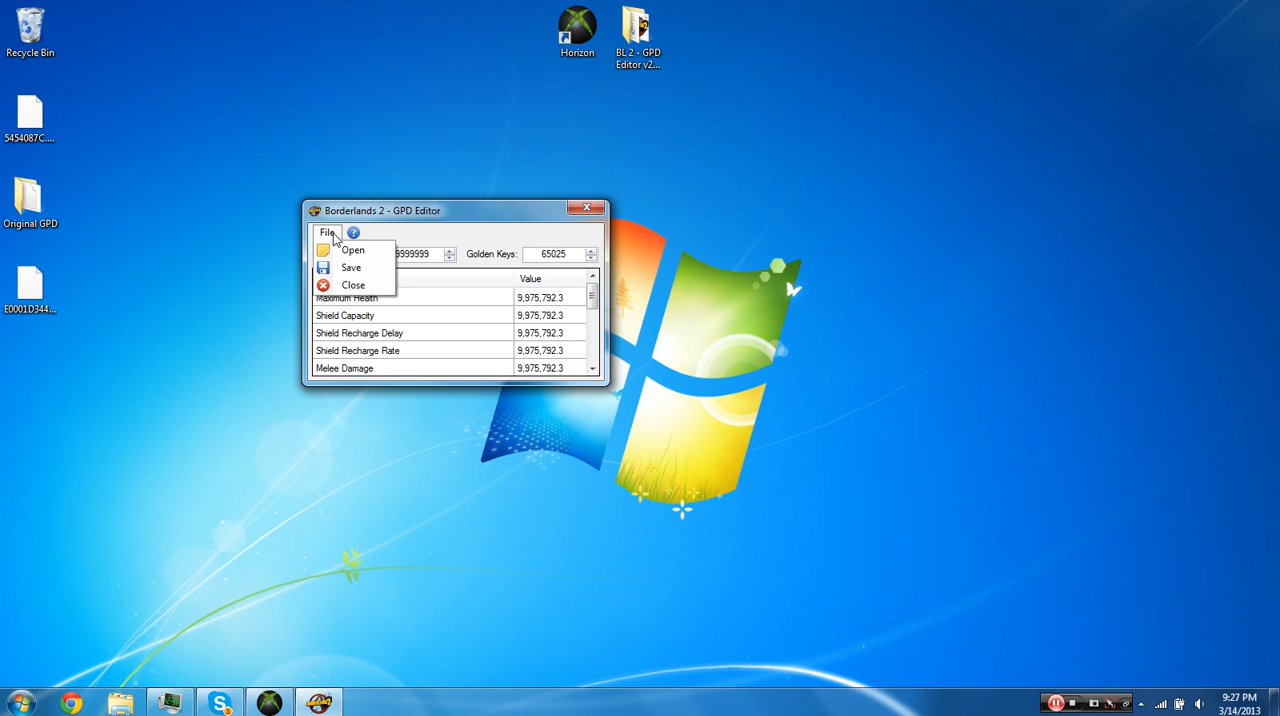 Recycle Bin
Horizon
BL 2 - GPD
Editor v2...
5454087C....
Original GPD
E0001D344...
Borderlands 2 - GPD Editor
File
Open
Save
Close
9999999
Golden Keys:
65025
Value
Maximum Health
9,975,792.3
Shield Capacity
9,975,792.3
Shield Recharge Delay
9,975,792.3
Shield Recharge Rate
9,975,792.3
Melee Damage
9,975,792.3
9:27 PM
3/14/2013